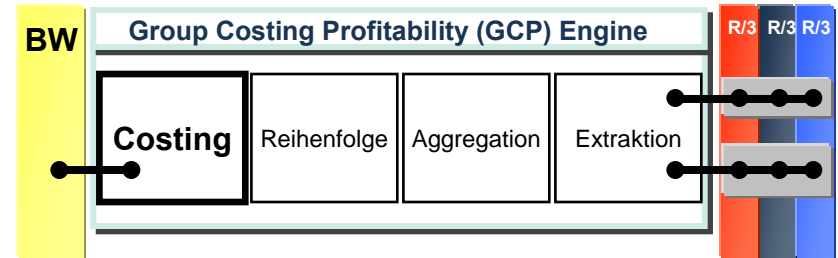 BW
Group Costing Profitability (GCP) Engine
R/3 R/3 R/3
Costing
Reihenfolge
Aggregation
Extraktion